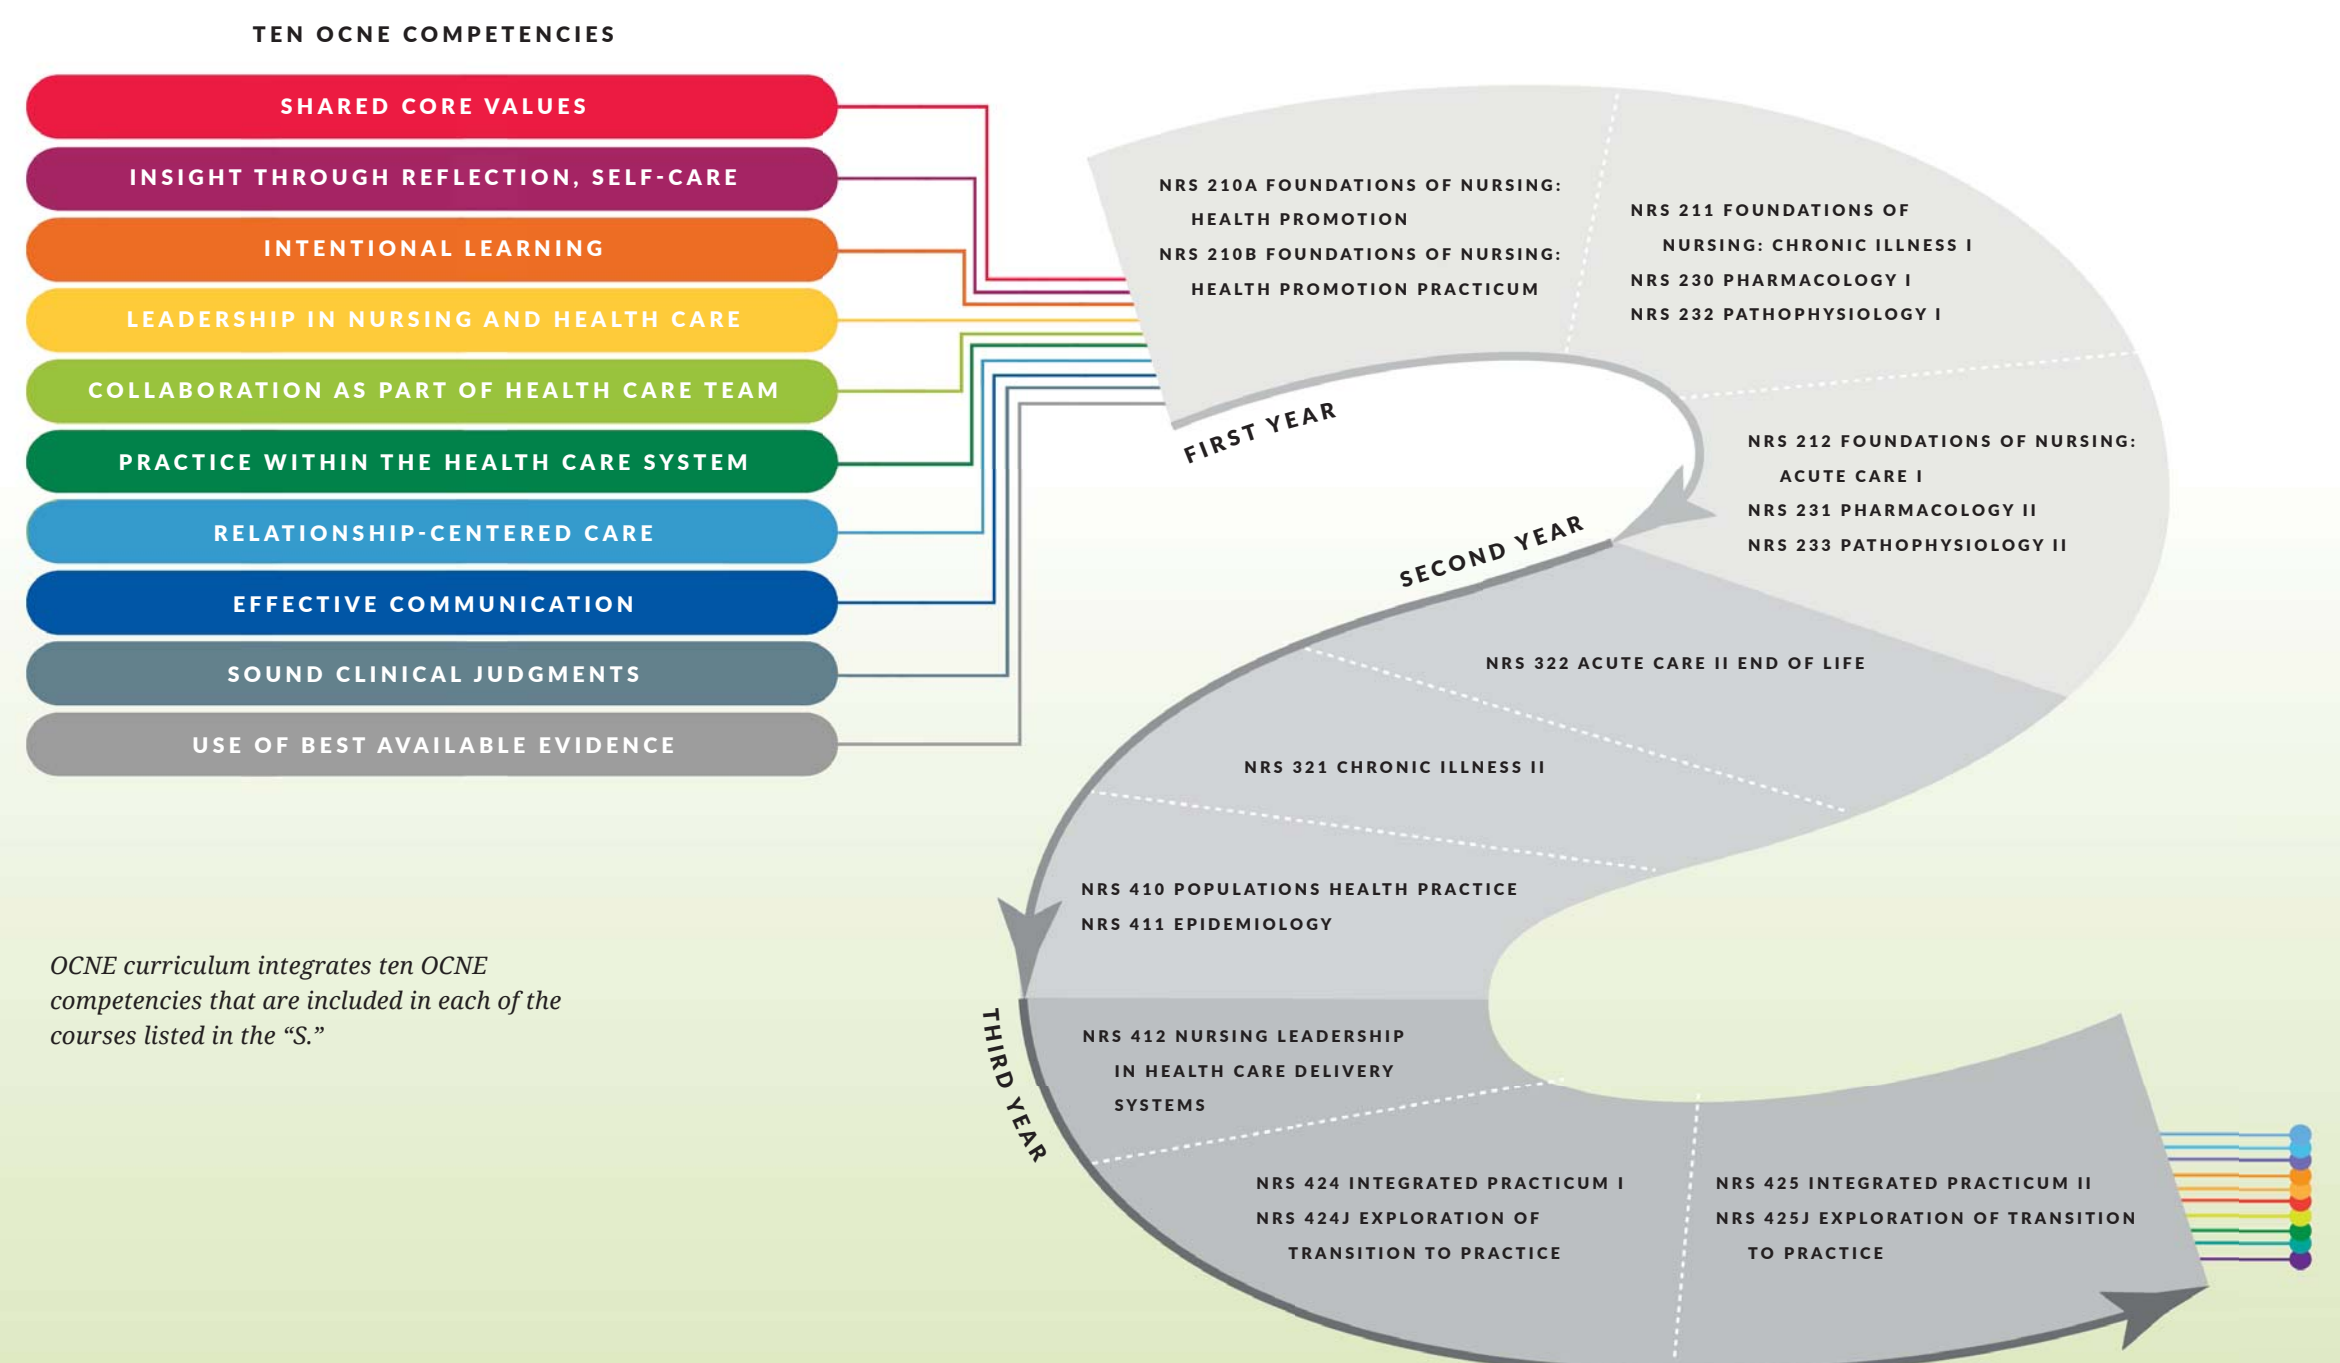 TEN OCNE COMPETENCIES
SHARED CORE VALUES
INSIGHT THROUGH REFLECTION, SELF-CARE
INTENTIONAL LEARNING
LEADERSHIP IN NURSING AND HEALTH CARE
COLLABORATION AS PART OF HEALTH CARE TEAM
PRACTICE WITHIN THE HEALTH CARE SYSTEM
RELATIONSHIP-CENTERED CARE
EFFECTIVE COMMUNICATION
SOUND CLINICAL JUDGMENTS
USE OF BEST AVAILABLE EVIDENCE
OCNE curriculum integrates ten OCNE
competencies that are included in each of the
courses listed in the “S.”
FIRST YEAR
NRS 210A FOUNDATIONS OF NURSING:
HEALTH PROMOTION
NRS 210B FOUNDATIONS OF NURSING:
HEALTH PROMOTION PRACTICUM
NRS 211 FOUNDATIONS OF
NURSING: CHRONIC ILLNESS I
NRS 230 PHARMACOLOGY I
NRS 232 PATHOPHYSIOLOGY I
NRS 212 FOUNDATIONS OF NURSING:
ACUTE CARE I
NRS 231 PHARMACOLOGY II
NRS 233 PATHOPHYSIOLOGY II
SECOND YEAR
NRS 322 ACUTE CARE II END OF LIFE
NRS 321 CHRONIC ILLNESS II
NRS 410 POPULATIONS HEALTH PRACTICE
NRS 411 EPIDEMIOLOGY
THIRD YEAR
NRS 412 NURSING LEADERSHIP
IN HEALTH CARE DELIVERY
SYSTEMS
NRS 424 INTEGRATED PRACTICUM I
NRS 424J EXPLORATION OF
TRANSITION TO PRACTICE
NRS 425 INTEGRATED PRACTICUM II
NRS 425J EXPLORATION OF TRANSITION
TO PRACTICE